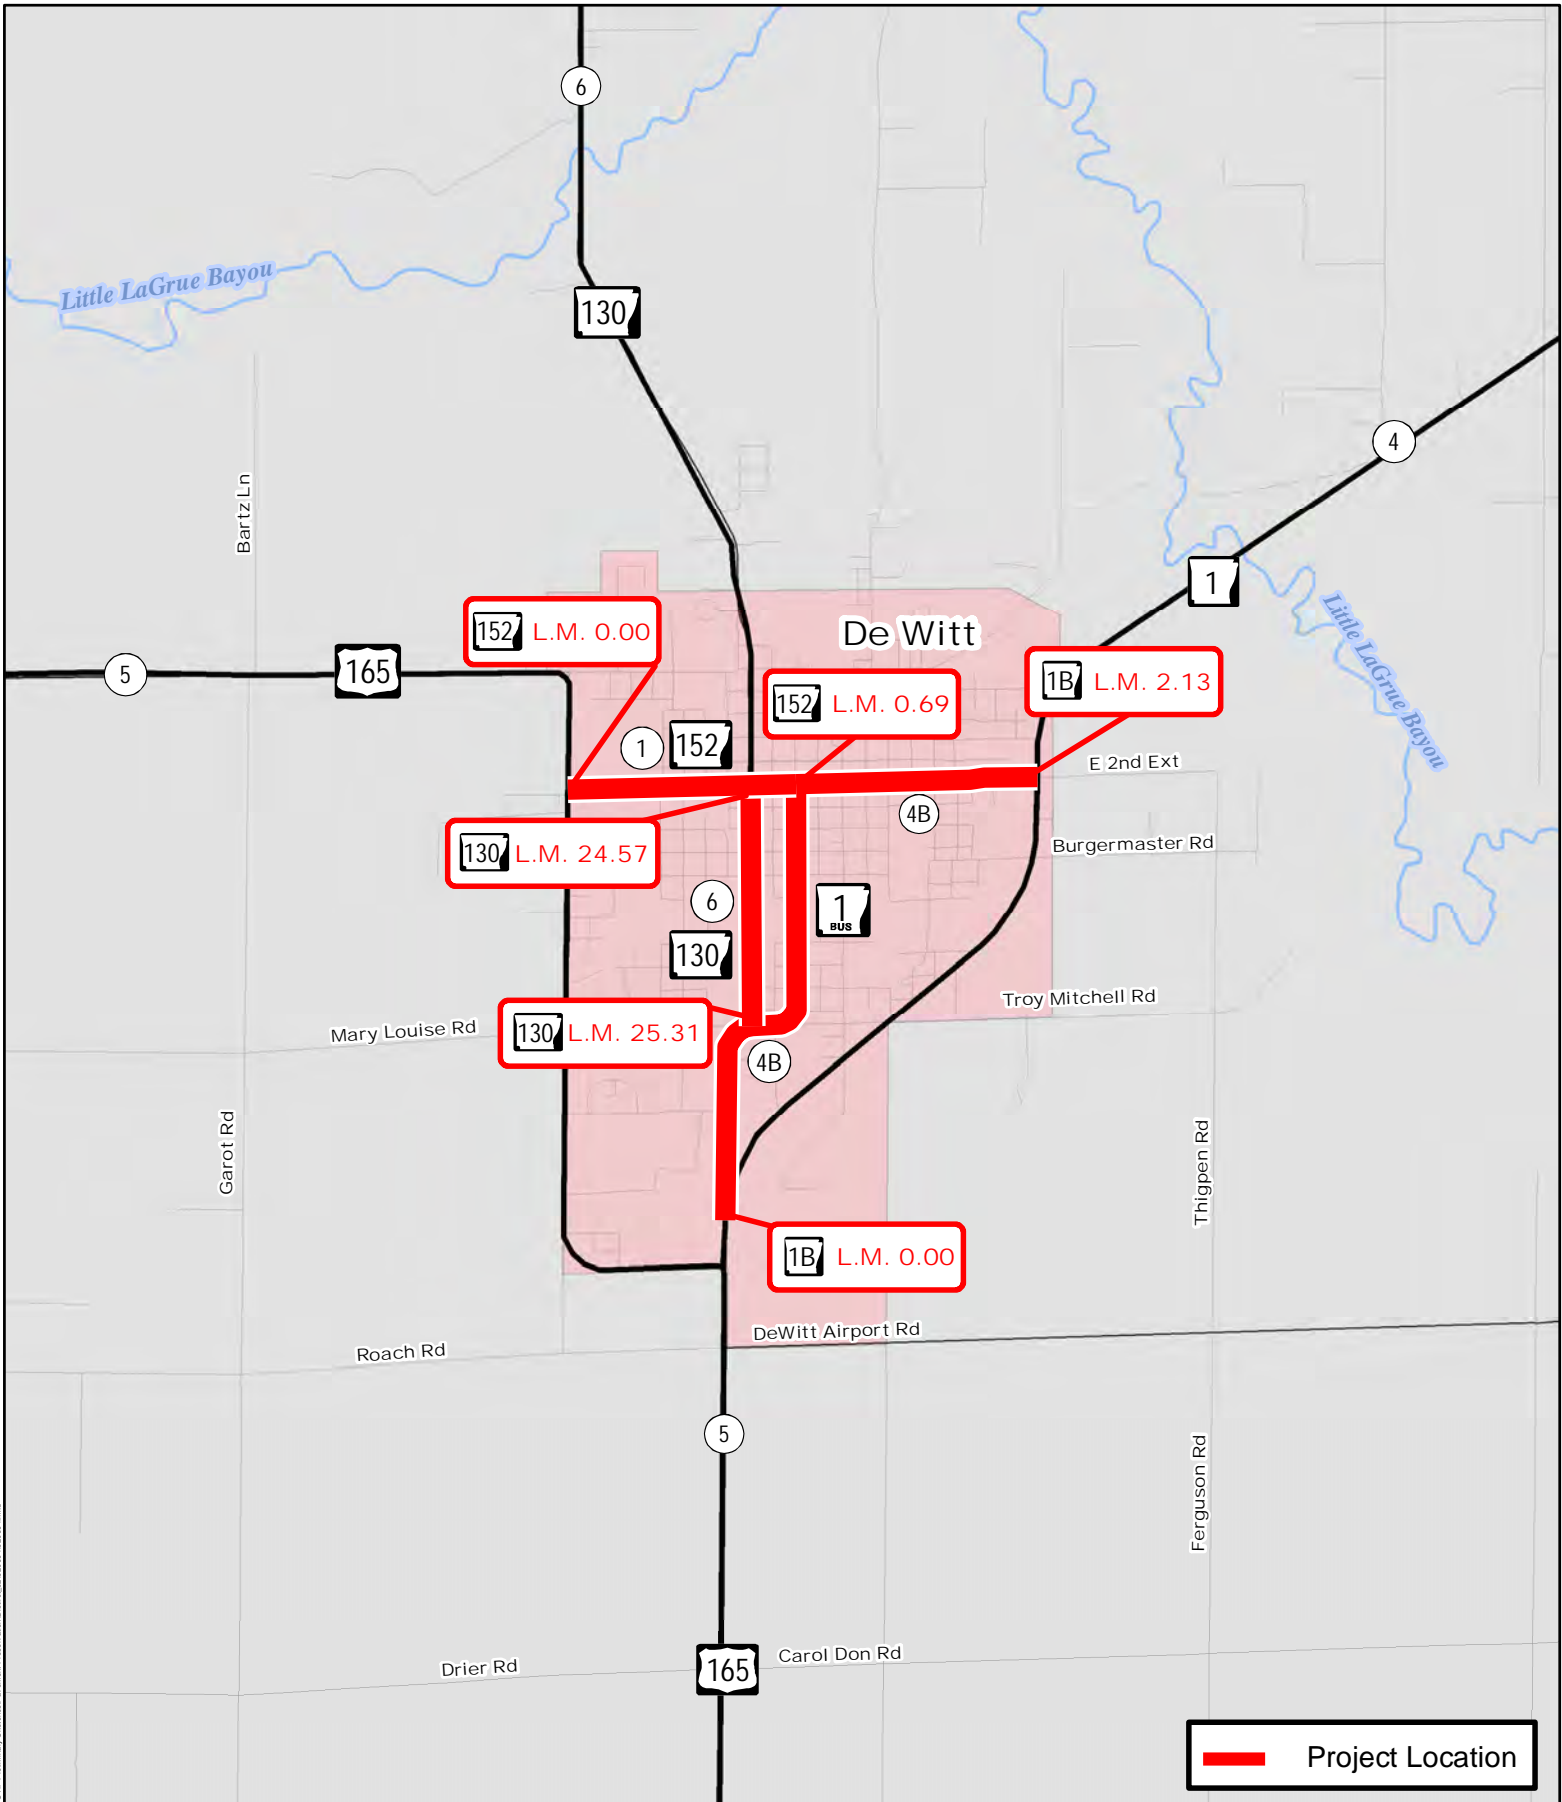 6
Little LaGrue Bayou
130
4
Bartz Ln
1
Little LaGrue Bayou
152 L.M. 0.00
De Witt
5
165
152 L.M. 0.69
1B L.M. 2.13
1
152
E 2nd Ext
4B
130 L.M. 24.57
Burgermaster Rd
6
1
BUS
130
Troy Mitchell Rd
Mary Louise Rd
130 L.M. 25.31
4B
Garot Rd
Thigpen Rd
1B L.M. 0.00
DeWitt Airport Rd
Roach Rd
5
Ferguson Rd
Drier Rd
165
Carol Don Rd
Project Location